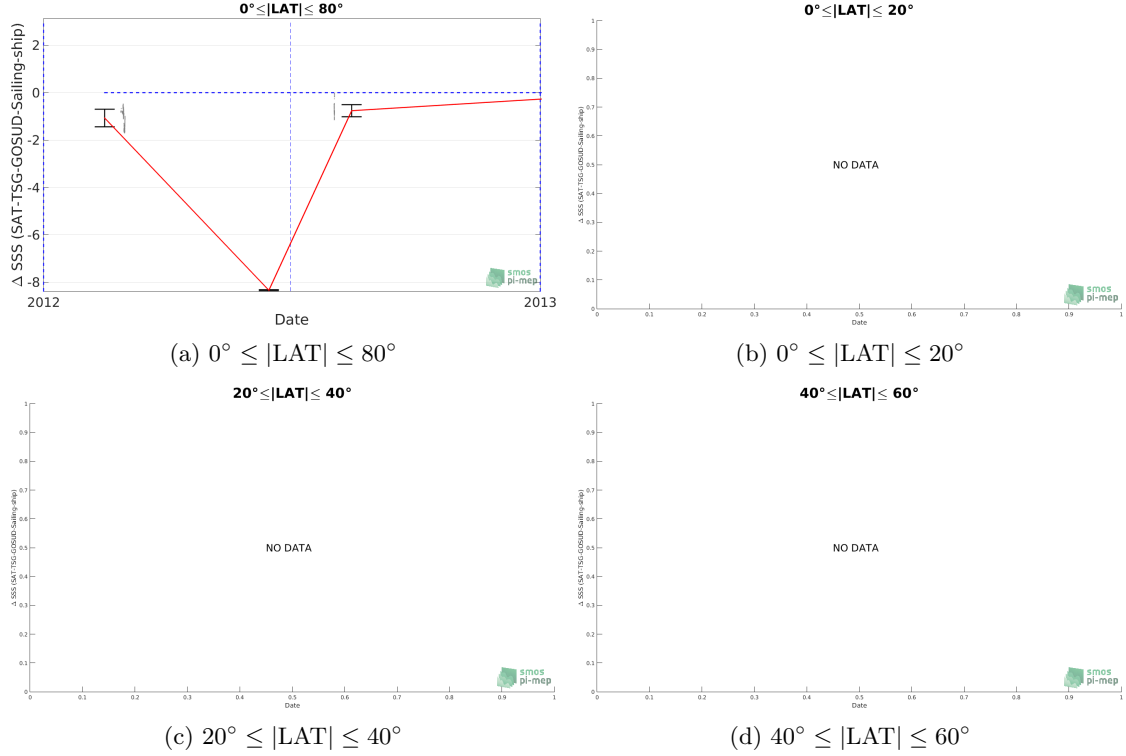 0°≤|LAT|≤ 80°
Δ SSS (SAT-TSG-GOSUD-Sailing-ship)
2
0
-2
-4
-6
-8
2012
2013
Date
smos
pi-mep
(a) 0° ≤ |LAT| ≤ 80°
0°≤|LAT|≤ 20°
Δ SSS (SAT-TSG-GOSUD-Sailing-ship)
1
0.9
0.8
0.7
0.6
0.5
0.4
0.3
0.2
0.1
0
NO DATA
0 0.1 0.2 0.3 0.4 0.5 0.6 0.7 0.8 0.9 1
Date
smos
pi-mep
(b) 0° ≤ |LAT| ≤ 20°
20°≤|LAT|≤ 40°
Δ SSS (SAT-TSG-GOSUD-Sailing-ship)
1
0.9
0.8
0.7
0.6
0.5
0.4
0.3
0.2
0.1
0
NO DATA
0 0.1 0.2 0.3 0.4 0.5 0.6 0.7 0.8 0.9 1
Date
smos
pi-mep
(c) 20° ≤ |LAT| ≤ 40°
40°≤|LAT|≤ 60°
Δ SSS (SAT-TSG-GOSUD-Sailing-ship)
1
0.9
0.8
0.7
0.6
0.5
0.4
0.3
0.2
0.1
0
NO DATA
0 0.1 0.2 0.3 0.4 0.5 0.6 0.7 0.8 0.9 1
Date
smos
pi-mep
(d) 40° ≤ |LAT| ≤ 60°